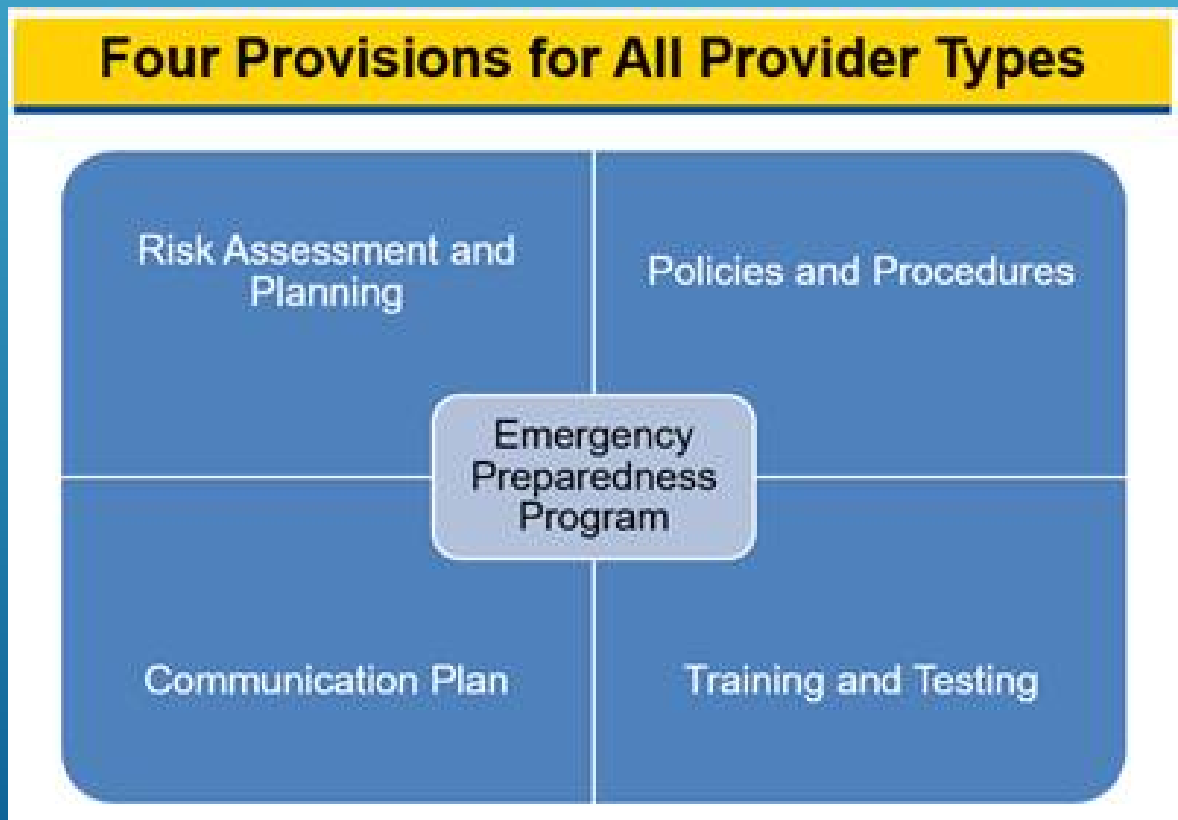 Four Provisions for All Provider Types
Risk Assessment and
Planning
Policies and Procedures
Emergency
Preparedness
Program
Communication Plan
Training and Testing